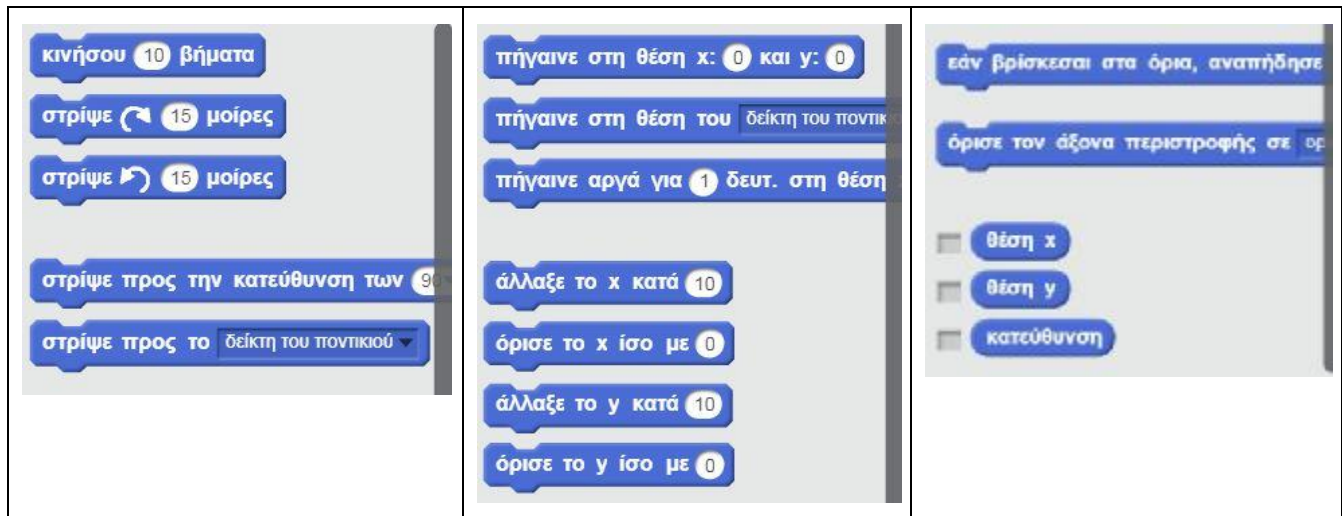 κινήσου 10 βήματα
στρίψε 15 μοίρες
στρίψε 15 μοίρες
στρίψε προς την κατεύθυνση των 90
στρίψε προς το δείκτη του ποντικιού
πήγαινε στη θέση x: 0 και y: 0
πήγαινε στη θέση του δείκτη του
πήγαινε αργά για 1 δευτ. στη θέση
άλλαξε το x κατά 10
όρισε το x ίσο με 0
άλλαξε το y κατά 10
όρισε το y ίσο με 0
εάν βρίσκεσαι στα όρια, αναπήδησε
όρισε τον άξονα περιστροφής σε
θέση x
θέση y
κατεύθυνση